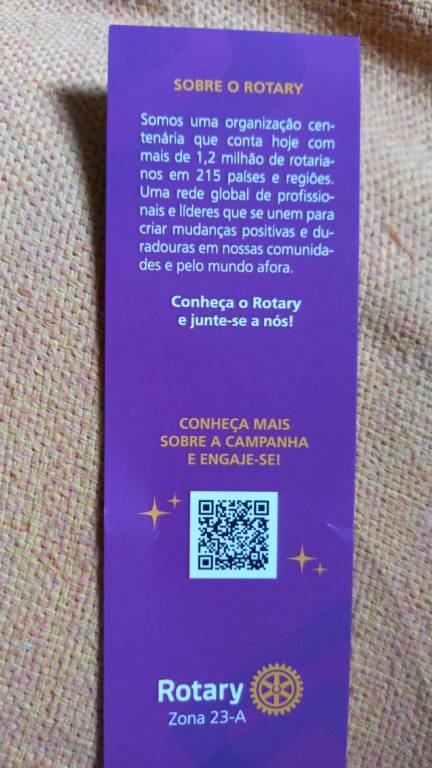 SOBRE O ROTARY
Somos uma organização cen-
tenária que conta hoje com
mais de 1,2 milhão de rotaria-
nos em 215 países e regiões.
Uma rede global de profissio-
nais e líderes que se unem para
criar mudanças positivas e du-
radouras em nossas comunida-
des e pelo mundo afora.
Conheça o Rotary
e junte-se a nós!
CONHEÇA MAIS
SOBRE A CAMPANHA
E ENGAJE-SE!
Rotary
Zona 23-A